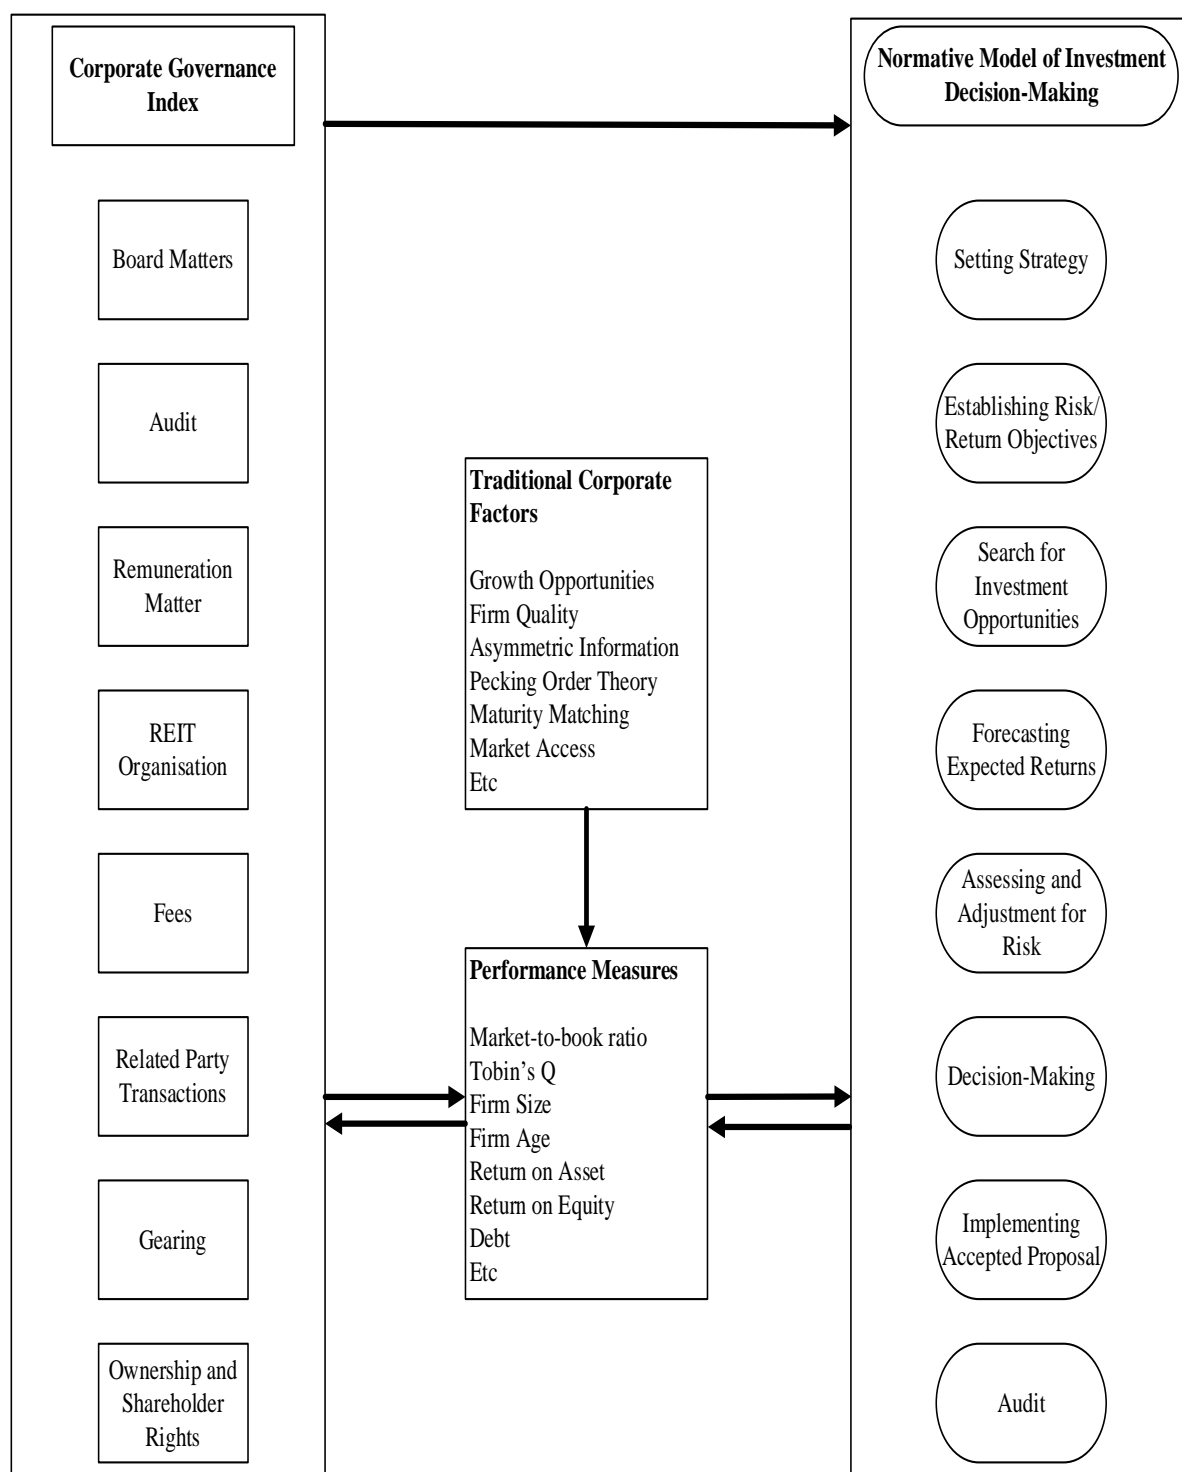 Corporate Governance
Index
Board Matters
Audit
Remuneration
Matter
REIT
Organisation
Fees
Related Party
Transactions
Gearing
Ownership and
Shareholder
Rights
Traditional Corporate
Factors
Growth Opportunities
Firm Quality
Asymmetric Information
Pecking Order Theory
Maturity Matching
Market Access
Etc
Performance Measures
Market-to-book ratio
Tobin’s Q
Firm Size
Firm Age
Return on Asset
Return on Equity
Debt
Etc
Normative Model of Investment
Decision-Making
Setting Strategy
Establishing Risk/
Return Objectives
Search for
Investment
Opportunities
Forecasting
Expected Returns
Assessing and
Adjustment for
Risk
Decision-Making
Implementing
Accepted Proposal
Audit